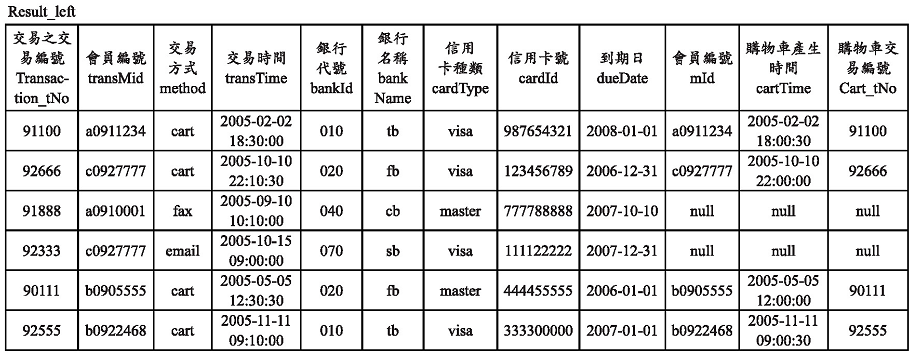 Result_left
交易之交易編號 Transaction_tNo 會員編號 transMid 交易方式 method 交易時間 transTime 銀行代號 bankId 銀行名稱 bank Name 信用卡種類 cardType 信用卡號 cardId 到期日 dueDate 會員編號 mId 購物車產生時間 cartTime 購物車交易編號 Cart_tNo
91100 a0911234 cart 2005-02-02 18:30:00 010 tb visa 987654321 2008-01-01 a0911234 2005-02-02 18:00:30 91100
92666 c0927777 cart 2005-10-10 22:10:30 020 fb visa 123456789 2006-12-31 c0927777 2005-10-10 22:00:00 92666
91888 a0910001 fax 2005-09-10 10:10:00 040 cb master 777788888 2007-10-10 null null null
92333 c0927777 email 2005-10-15 09:00:00 070 sb visa 111122222 2007-12-31 null null null
90111 b0905555 cart 2005-05-05 12:30:30 020 fb master 444455555 2006-01-01 b0905555 2005-05-05 12:00:00 90111
92555 b0922468 cart 2005-11-11 09:10:00 010 tb visa 333300000 2007-01-01 b0922468 2005-11-11 09:00:30 92555